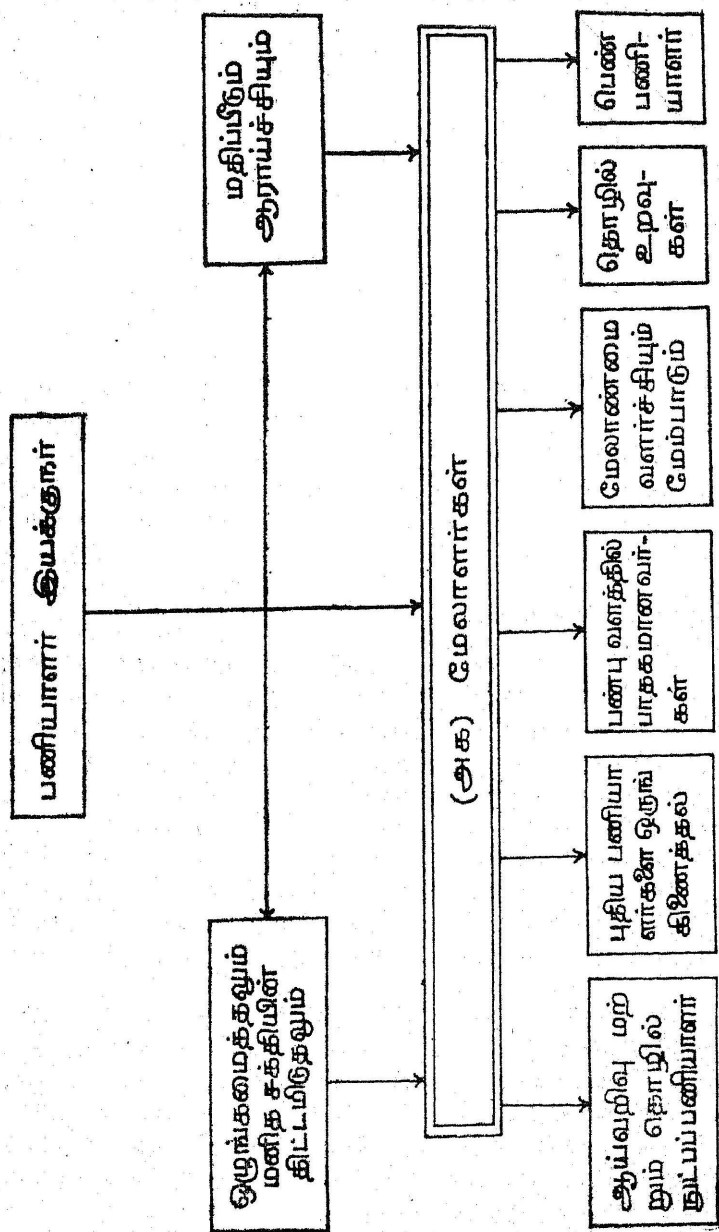 பணியாளர் இயக்குநர்
ஒழுங்கமைத்தலும்
மனித சக்தியின்
திட்டமிடுதலும்
மதிப்பீடும்
ஆராய்ச்சியும்
(அக) மேலாளர்கள்
ஆய்வறிவு மற்
றும் தொழில்
நுட்பப்பணியாளர்
புதிய பணியா
ளர்களை ஒருங்
கிணைத்தல்
பண்பு வளத்தில்
பாதகமானவர்-
கள்
மேலாண்மை
வளர்ச்சியும்
மேம்பாடும்
தொழில்
உறவு-
கள்
பெண்
பணி-
யாளர்